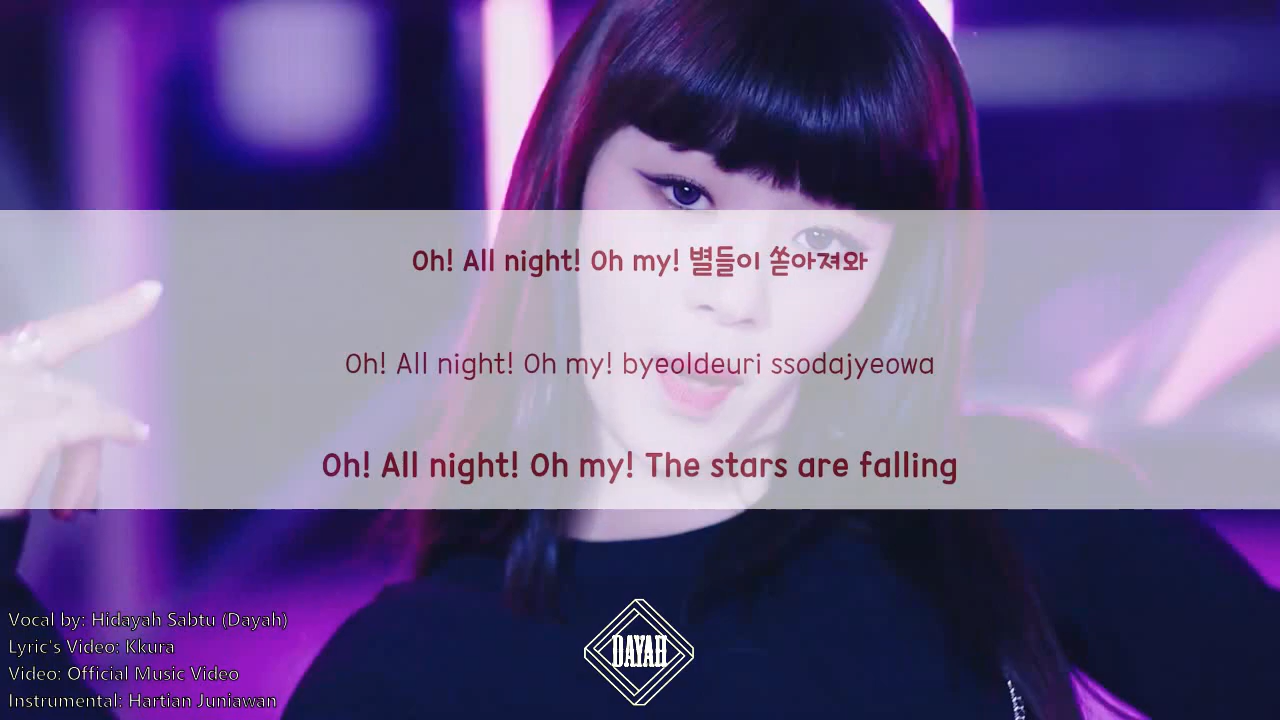 Oh! All night! Oh my! 별들이 쏟아져와
Oh! All night! Oh my! byeoldeuri ssodajyeowa
Oh! All night! Oh my! The stars are falling
Vocal by: Hidayah Sabtu (Dayah)
Lyric's Video: Kkura
Video: Official Music Video
Instrumental: Hartian Juniawan
DAYAH